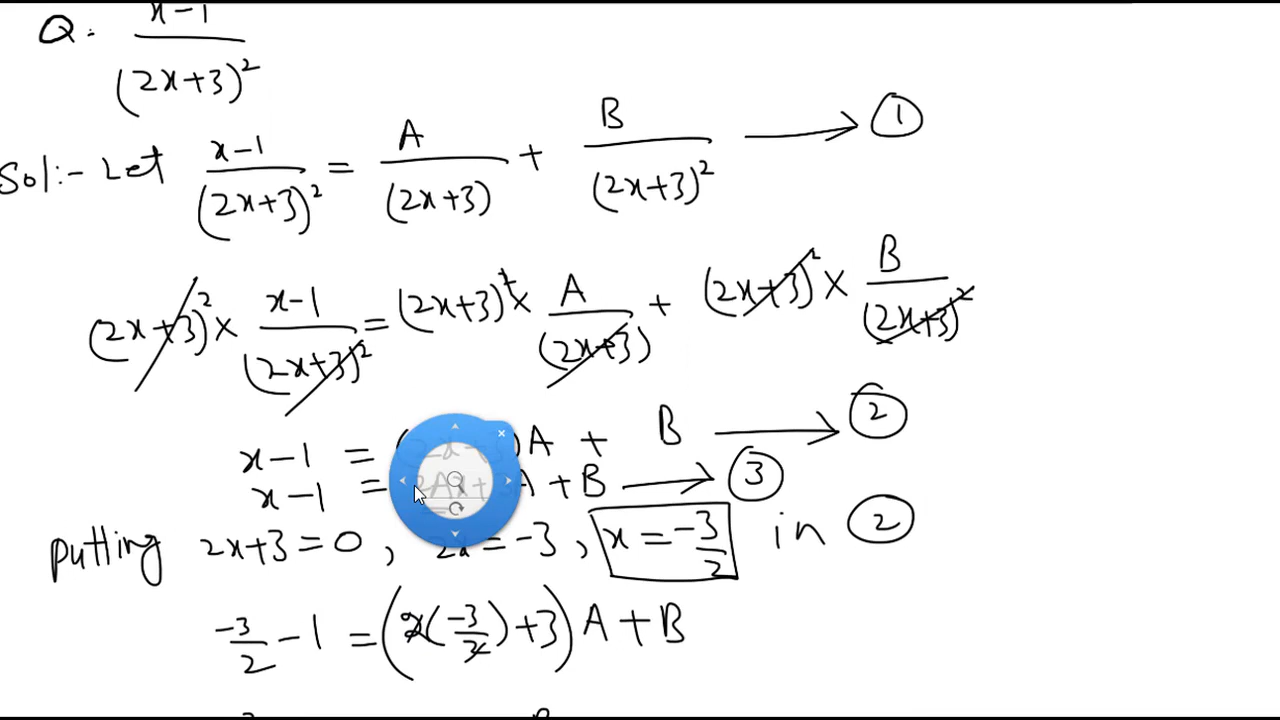 Q. x-1/(2x+3)²
Sol:- Let x-1/(2x+3)² = A/(2x+3) + B/(2x+3)² → ①
(2x+3)² × x-1/(2x+3)² = (2x+3)² × A/(2x+3) + (2x+3)² × B/(2x+3)²
x-1 = A + B → ②
x-1 = A + B → ③
putting 2x+3=0, 2x=-3, x=-3/2 in ②
-3/2 -1 = (2(-3/2)+3)A+B